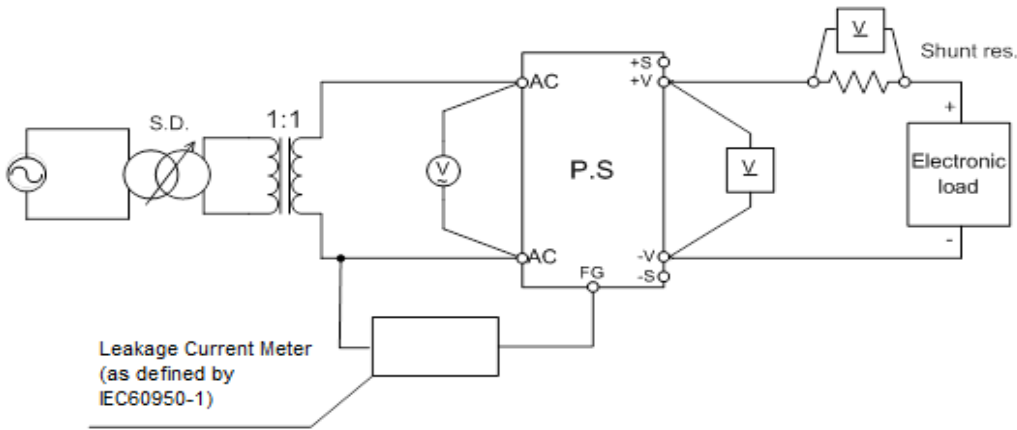 S.D.
1:1
AC
V
~
AC
+S
+V
P.S
FG
-V
-S
V
V
Shunt res.
+
Electronic
load
-
Leakage Current Meter
(as defined by
IEC60950-1)